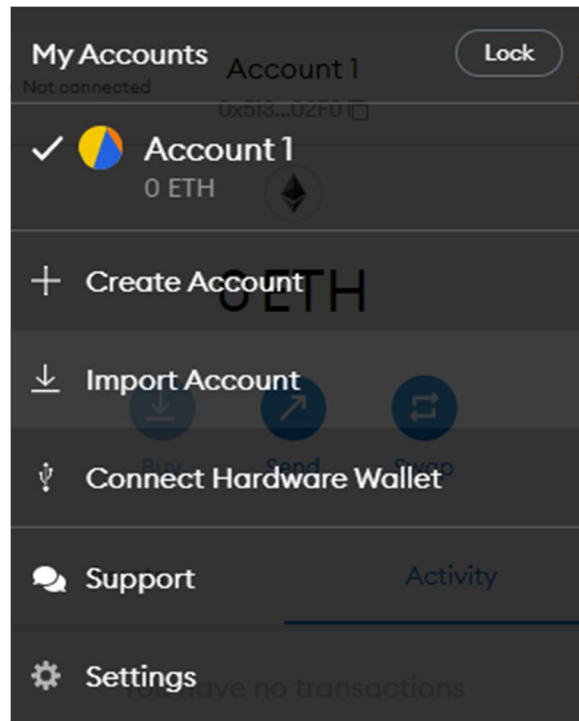 My Accounts
Lock
Account 1
Not connected
0x513...02F0
Account 1
0 ETH
Create Account
0 ETH
Import Account
Connect Hardware Wallet
Buy
Send
Swap
Support
Activity
Settings
You have no transactions